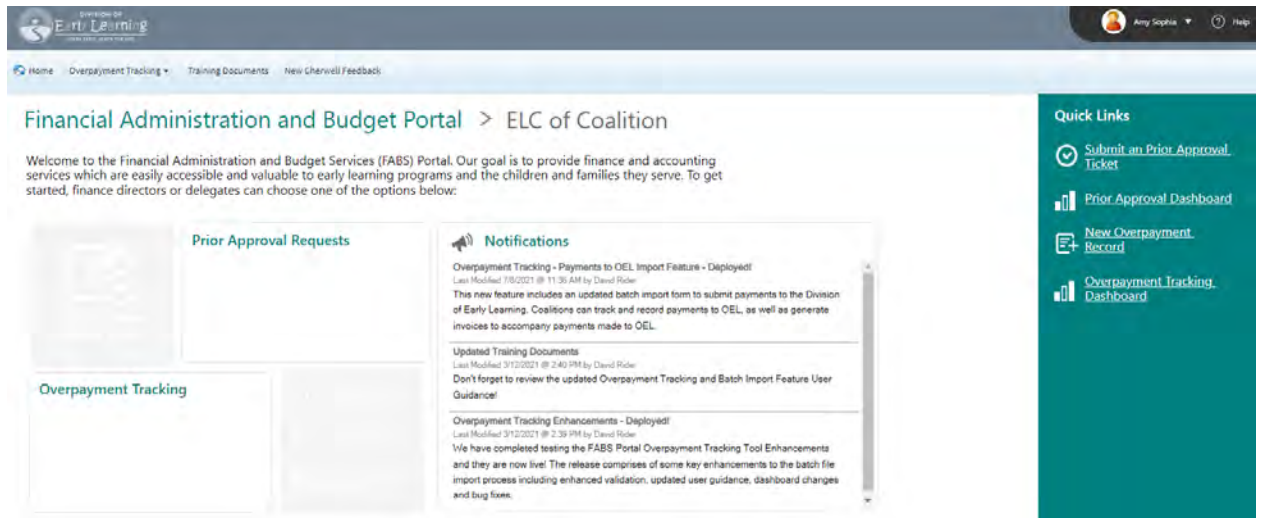 DIVISION OF
Early Learning
Amy Sophia
Help
Home Overpayment Tracking Training Documents New Cherwell Feedback
Financial Administration and Budget Portal > ELC of Coalition
Welcome to the Financial Administration and Budget Services (FABS) Portal. Our goal is to provide finance and accounting
services which are easily accessible and valuable to early learning programs and the children and families they serve. To get
started, finance directors or delegates can choose one of the options
below:
Prior Approval Requests
Overpayment Tracking
Notifications
Overpayment Tracking - Payments to OEL Import Feature - Deployed!
Last Modified 7/8/2021 @ 11:36 AM by David Rider
This new feature includes an updated batch import form to submit payments to the Division
of Early Learning. Coalitions can track and record payments to OEL, as well as generate
invoices to accompany payments made to OEL.
Updated Training Documents
Last Modified 3/12/2021 @ 2:40 PM by David Rider
Don't forget to review the updated Overpayment Tracking and Batch Import Feature User
Guidance!
Overpayment Tracking Enhancements - Deployed!
Last Modified 3/12/2021 @ 2:39 PM by David Rider
We have completed testing the FABS Portal Overpayment Tracking Tool Enhancements
and they are now live! The release comprises of some key enhancements to the batch file
import process including enhanced validation, updated user guidance, dashboard changes
and bug fixes.
Quick Links
Submit an Prior Approval
Ticket
Prior Approval Dashboard
New Overpayment
Record
Overpayment Tracking
Dashboard